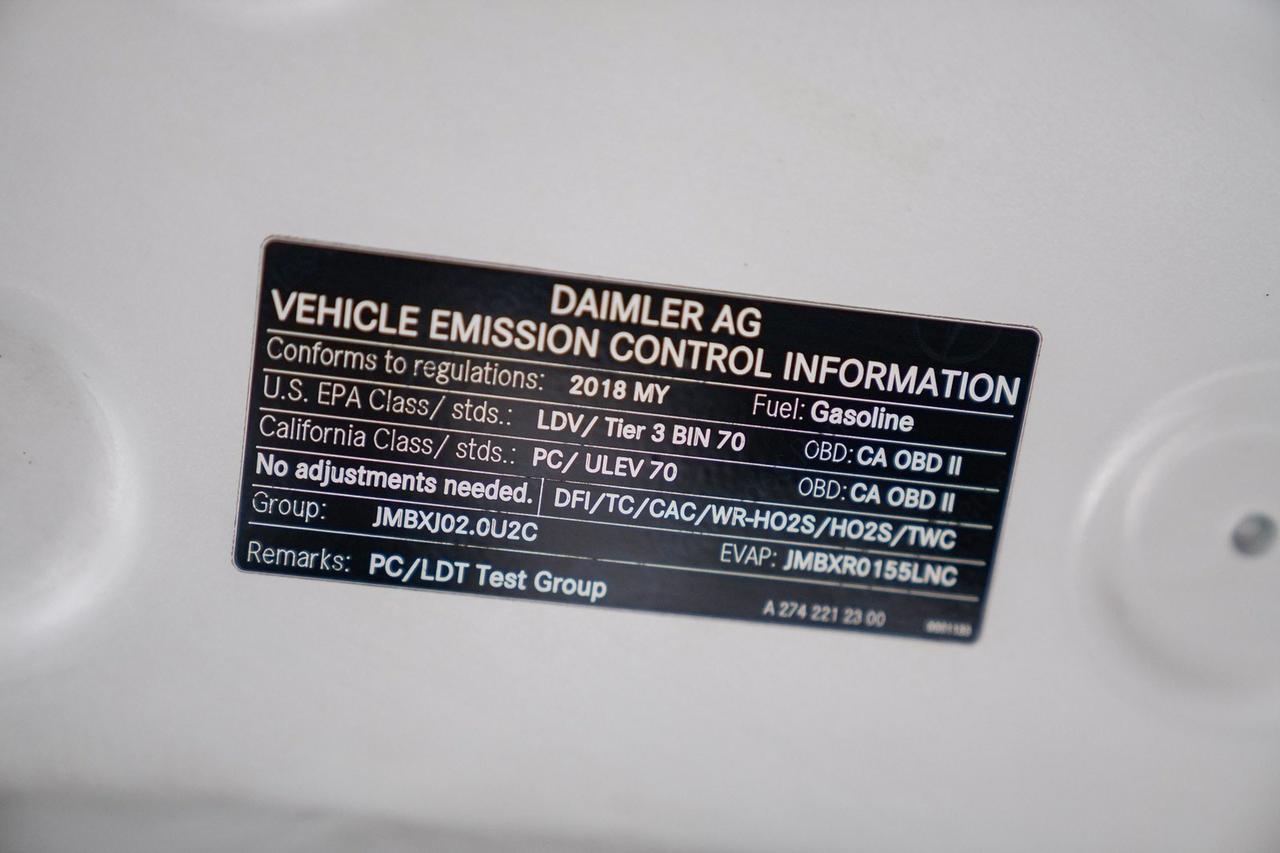 DAIMLER AG
VEHICLE EMISSION CONTROL INFORMATION
Conforms to regulations: 2018 MY Fuel: Gasoline
U.S. EPA Class/ stds.: LDV/ Tier 3 BIN 70 OBD: CA OBD II
California Class/ stds.: PC/ ULEV 70 OBD: CA OBD II
No adjustments needed. DFI/TC/CAC/WR-HO2S/HO2S/TWC
Group: JMBXJ02.0U2C EVAP: JMBXR0155LNC
Remarks: PC/LDT Test Group
A 274 221 23 00